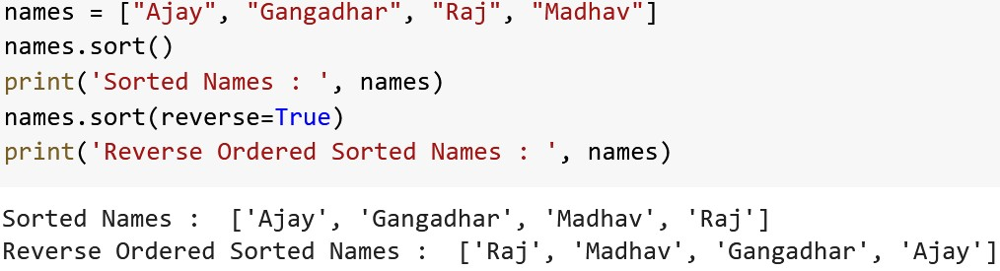 names = ["Ajay", "Gangadhar", "Raj", "Madhav"]
names.sort()
print('Sorted Names : ', names)
names.sort(reverse=True)
print('Reverse Ordered Sorted Names : ', names)
Sorted Names :  ['Ajay', 'Gangadhar', 'Madhav', 'Raj']
Reverse Ordered Sorted Names :  ['Raj', 'Madhav', 'Gangadhar', 'Ajay']